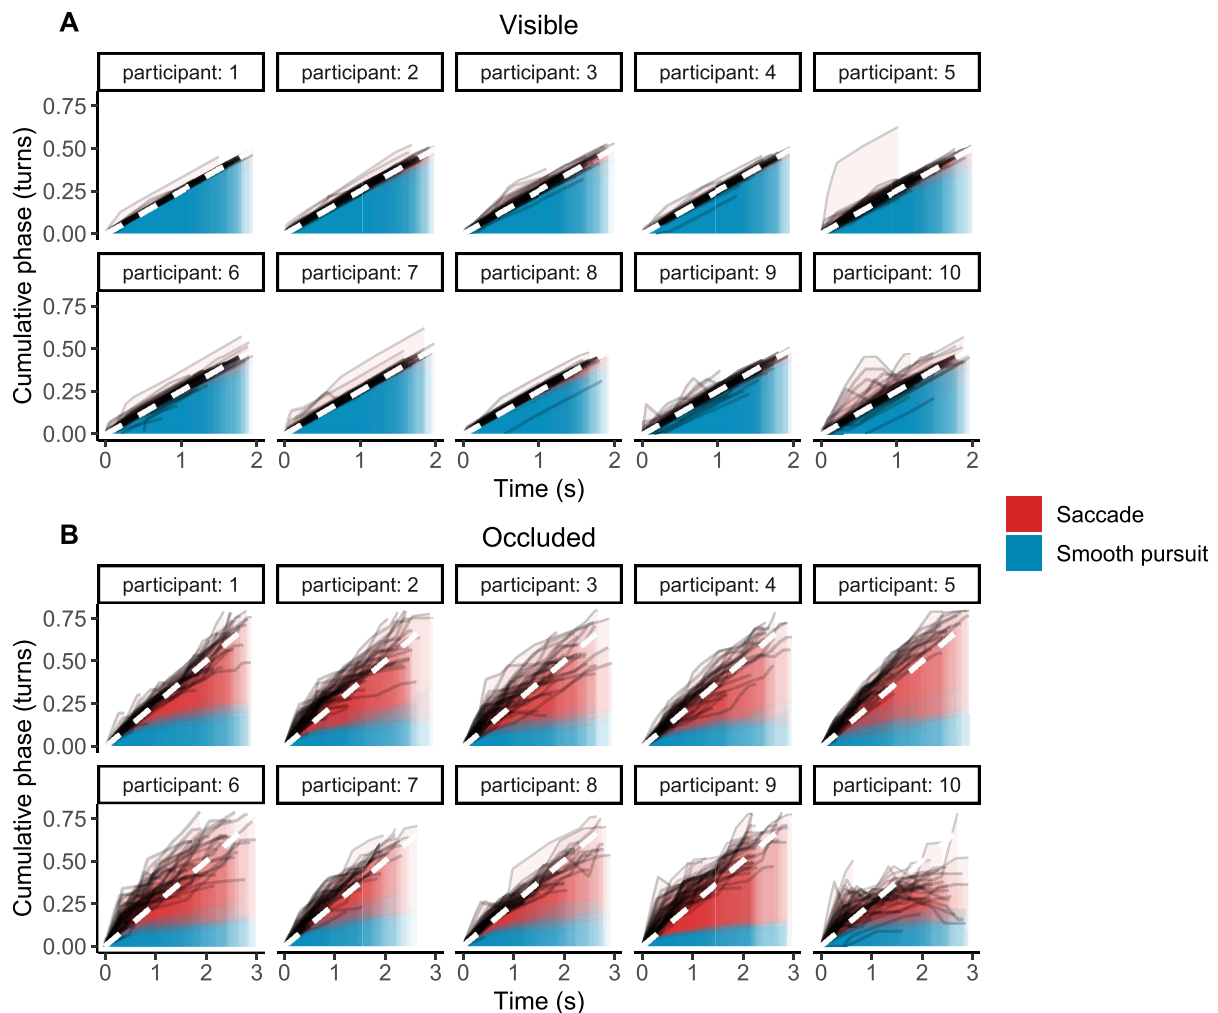 A
Visible
participant: 1 participant: 2 participant: 3 participant: 4 participant: 5
0.75
0.50
0.25
0.00
participant: 6 participant: 7 participant: 8 participant: 9 participant: 10
0.75
0.50
0.25
0.00
Cumulative phase (turns)
0 1 2 0 1 2 0 1 2 0 1 2 0 1 2
Time (s)
B
Occluded
participant: 1 participant: 2 participant: 3 participant: 4 participant: 5
0.75
0.50
0.25
0.00
participant: 6 participant: 7 participant: 8 participant: 9 participant: 10
0.75
0.50
0.25
0.00
Cumulative phase (turns)
0 1 2 3 0 1 2 3 0 1 2 3 0 1 2 3 0 1 2 3
Time (s)
Saccade
Smooth pursuit